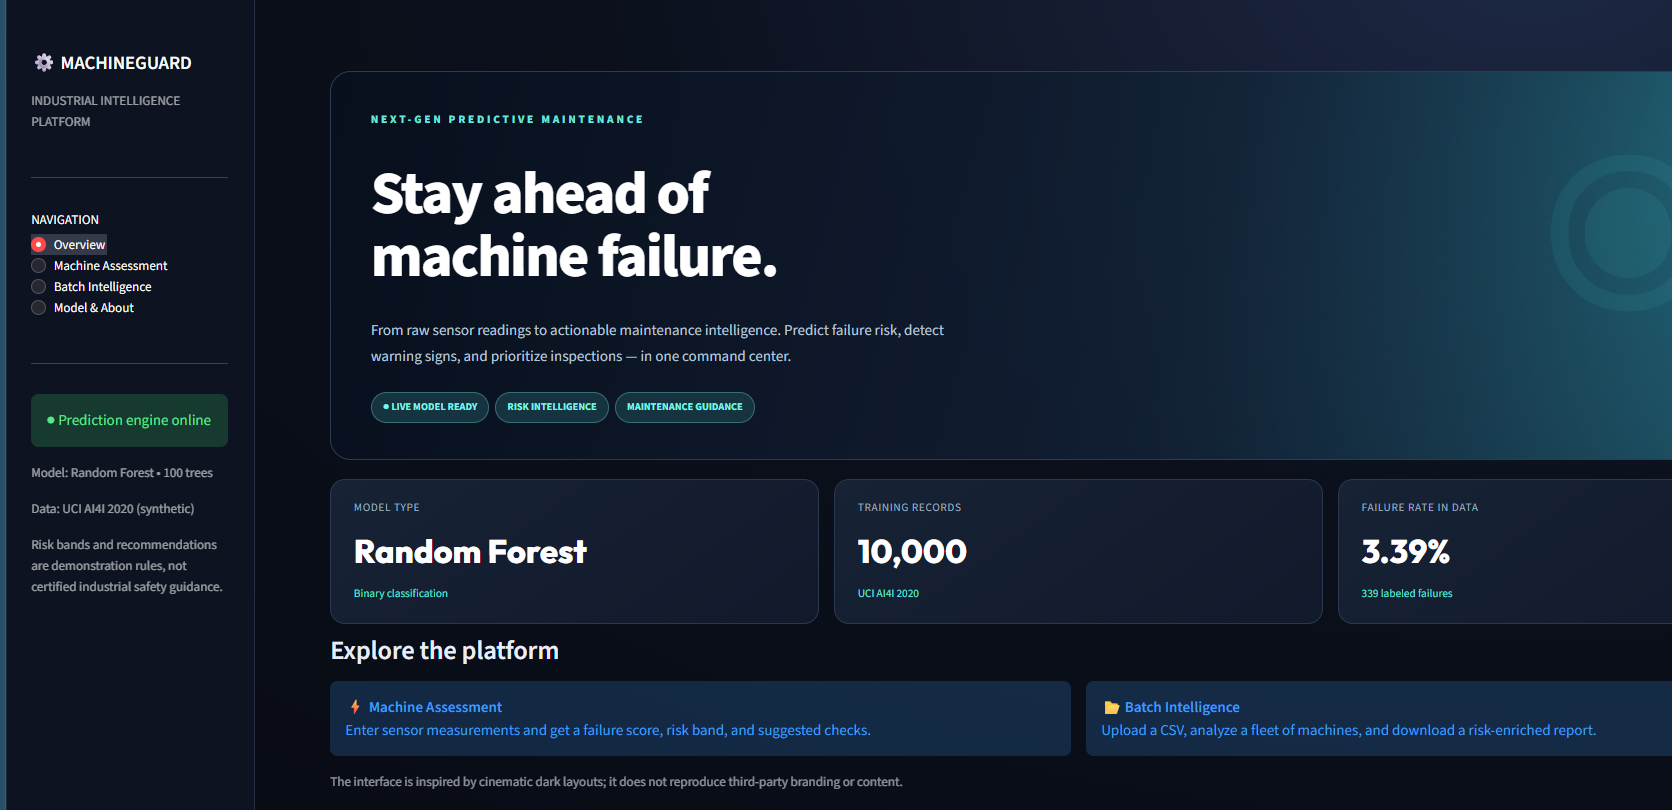 MACHINEGUARD
INDUSTRIAL INTELLIGENCE
PLATFORM
NAVIGATION
Overview
Machine Assessment
Batch Intelligence
Model & About
● Prediction engine online
Model: Random Forest • 100 trees
Data: UCI AI4I 2020 (synthetic)
Risk bands and recommendations
are demonstration rules, not
certified industrial safety guidance.
NEXT-GEN PREDICTIVE MAINTENANCE
Stay ahead of
machine failure.
From raw sensor readings to actionable maintenance intelligence. Predict failure risk, detect
warning signs, and prioritize inspections — in one command center.
● LIVE MODEL READY
RISK INTELLIGENCE
MAINTENANCE GUIDANCE
MODEL TYPE
Random Forest
Binary classification
TRAINING RECORDS
10,000
UCI AI4I 2020
FAILURE RATE IN DATA
3.39%
339 labeled failures
Explore the platform
Machine Assessment
Enter sensor measurements and get a failure score, risk band, and suggested checks.
Batch Intelligence
Upload a CSV, analyze a fleet of machines, and download a risk-enriched report.
The interface is inspired by cinematic dark layouts; it does not reproduce third-party branding or content.